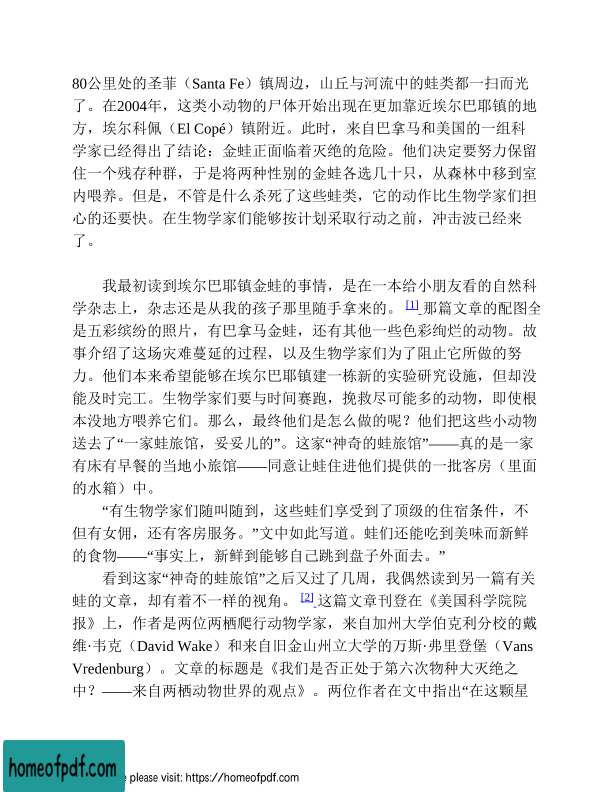 80公里处的圣菲（Santa Fe）镇周边，山丘与河流中的蛙类都一扫而光
了。在2004年，这类小动物的尸体开始出现在更加靠近埃尔巴耶镇的地
方，埃尔科佩（El Copé）镇附近。此时，来自巴拿马和美国的一组科
学家已经得出了结论：金蛙正面临着灭绝的危险。他们决定要努力保留
住一个残存种群，于是将两种性别的金蛙各选几十只，从森林中移到室
内喂养。但是，不管是什么杀死了这些蛙类，它的动作比生物学家们担
心的还要快。在生物学家们能够按计划采取行动之前，冲击波已经来
了。
我最初读到埃尔巴耶镇金蛙的事情，是在一本给小朋友看的自然科
学杂志上，杂志还是从我的孩子那里随手拿来的。 [1] 那篇文章的配图全
是五彩缤纷的照片，有巴拿马金蛙，还有其他一些色彩绚烂的动物。故
事介绍了这场灾难蔓延的过程，以及生物学家们为了阻止它所做的努
力。他们本来希望能够在埃尔巴耶镇建一栋新的实验研究设施，但却没
能及时完工。生物学家们要与时间赛跑，挽救尽可能多的动物，即使根
本没地方喂养它们。那么，最终他们是怎么做的呢？他们把这些小动物
送去了“一家蛙旅馆，妥妥儿的”。这家“神奇的蛙旅馆”——真的是一家
有床有早餐的当地小旅馆——同意让蛙住进他们提供的一批客房（里面
的水箱）中。
“有生物学家们随叫随到，这些蛙们享受到了顶级的住宿条件，不
但有女佣，还有客房服务。”文中如此写道。蛙们还能吃到美味而新鲜
的食物——“事实上，新鲜到能够自己跳到盘子外面去。”
看到这家“神奇的蛙旅馆”之后又过了几周，我偶然读到另一篇有关
蛙的文章，却有着不一样的视角。 [2] 这篇文章刊登在《美国科学院院
报》上，作者是两位两栖爬行动物学家，来自加州大学伯克利分校的戴
维·韦克（David Wake）和来自旧金山州立大学的万斯·弗里登堡（Vans
Vredenburg）。文章的标题是《我们是否正处于第六次物种大灭绝之
中？——来自两栖动物世界的观点》。两位作者在文中指出“在这颗星
homeofpdf.com
e please visit: https://homeofpdf.com